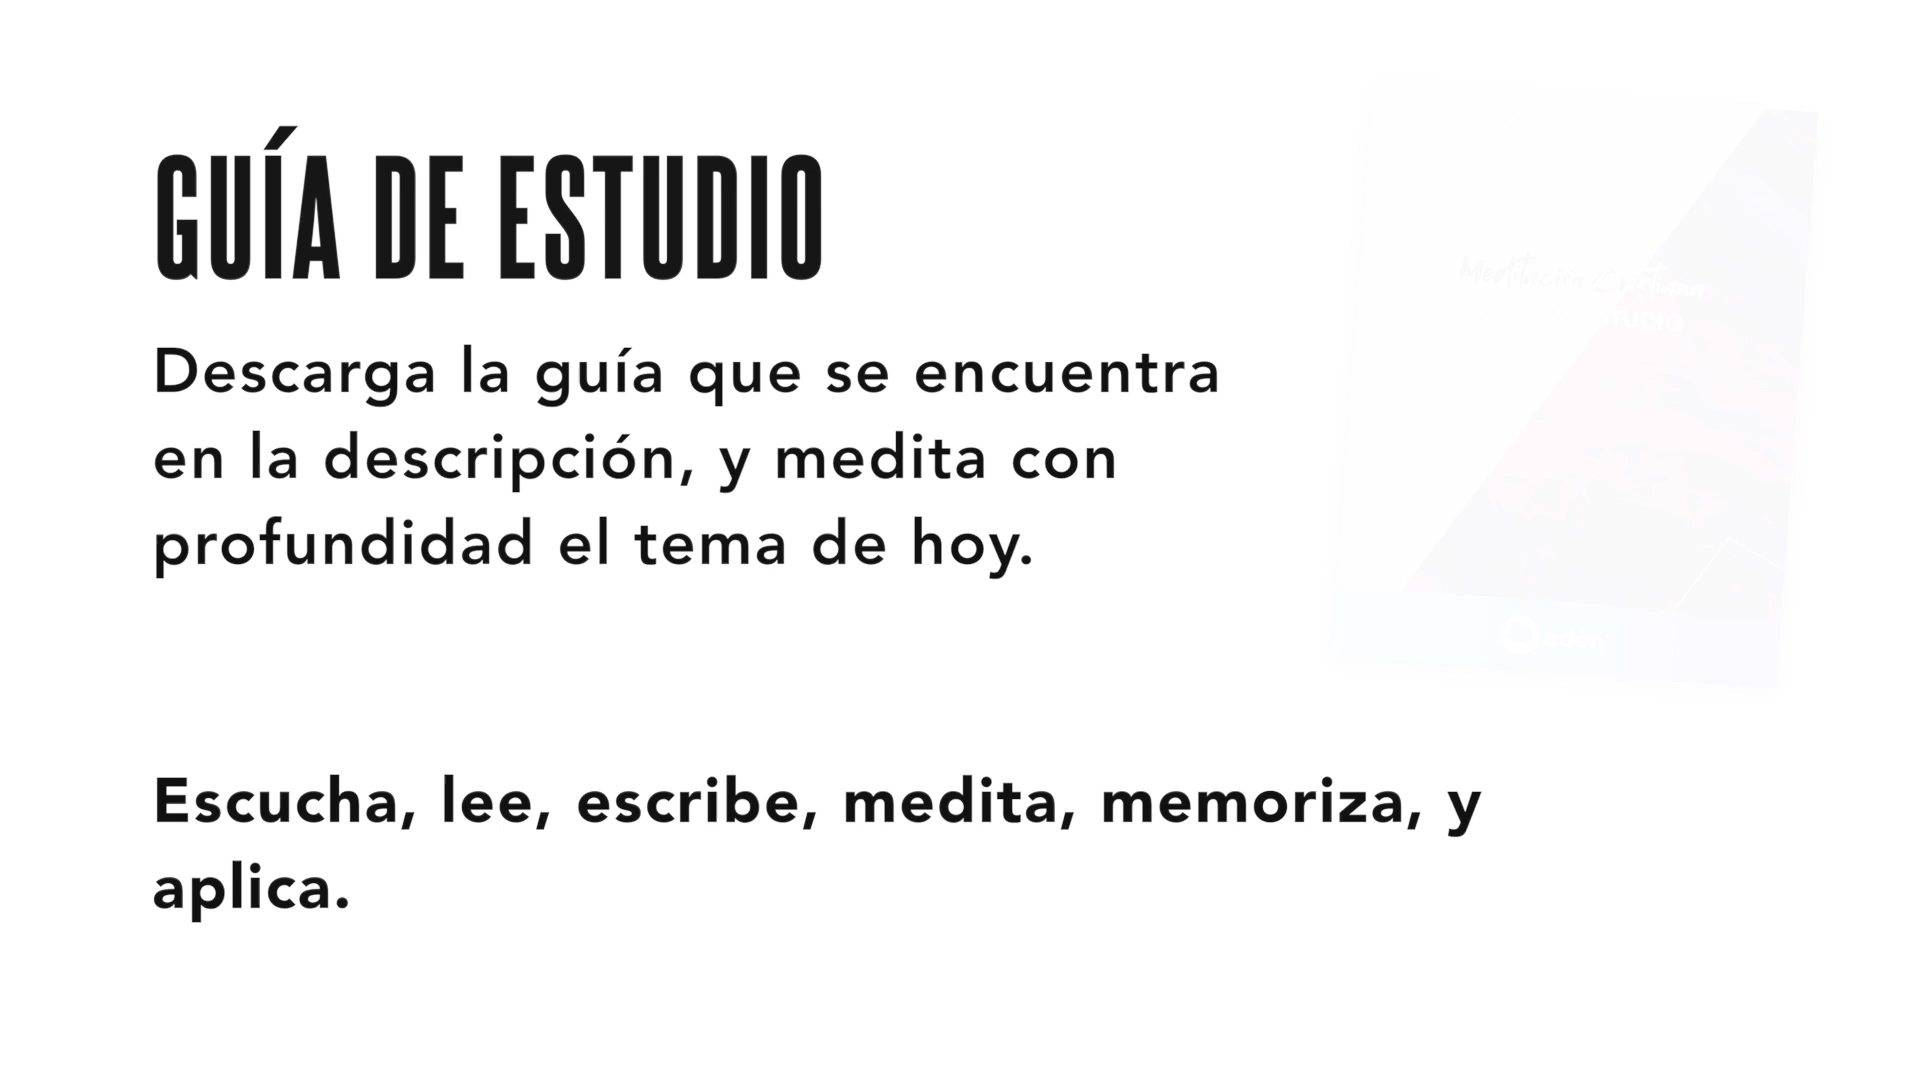 GUÍA DE ESTUDIO
Descarga la guía que se encuentra
en la descripción, y medita con
profundidad el tema de hoy.
Escucha, lee, escribe, medita, memoriza, y
aplica.